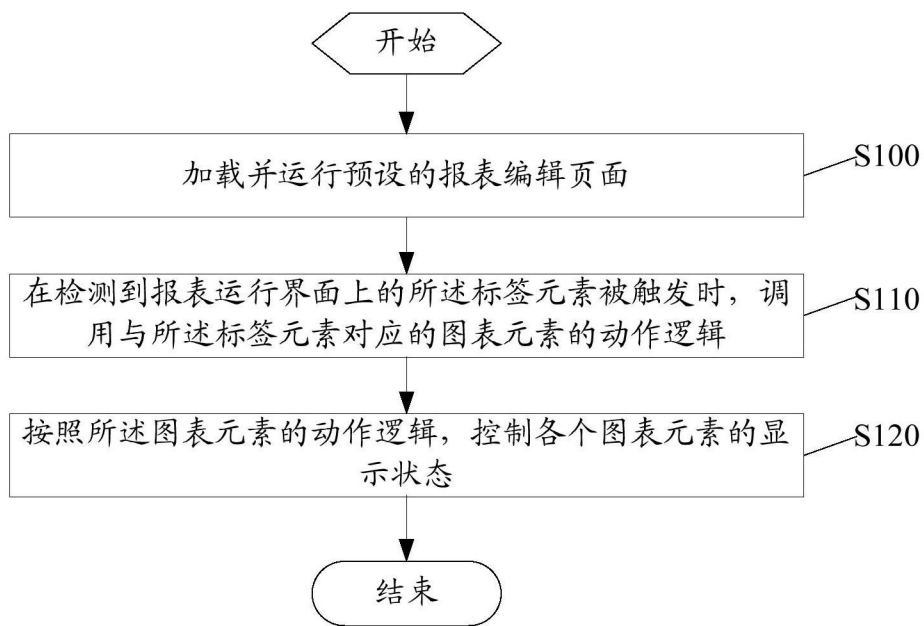 开始
加载并运行预设的报表编辑页面
S100
在检测到报表运行界面上的所述标签元素被触发时，调
用与所述标签元素对应的图表元素的动作逻辑
S110
按照所述图表元素的动作逻辑，控制各个图表元素的显
示状态
S120
结束